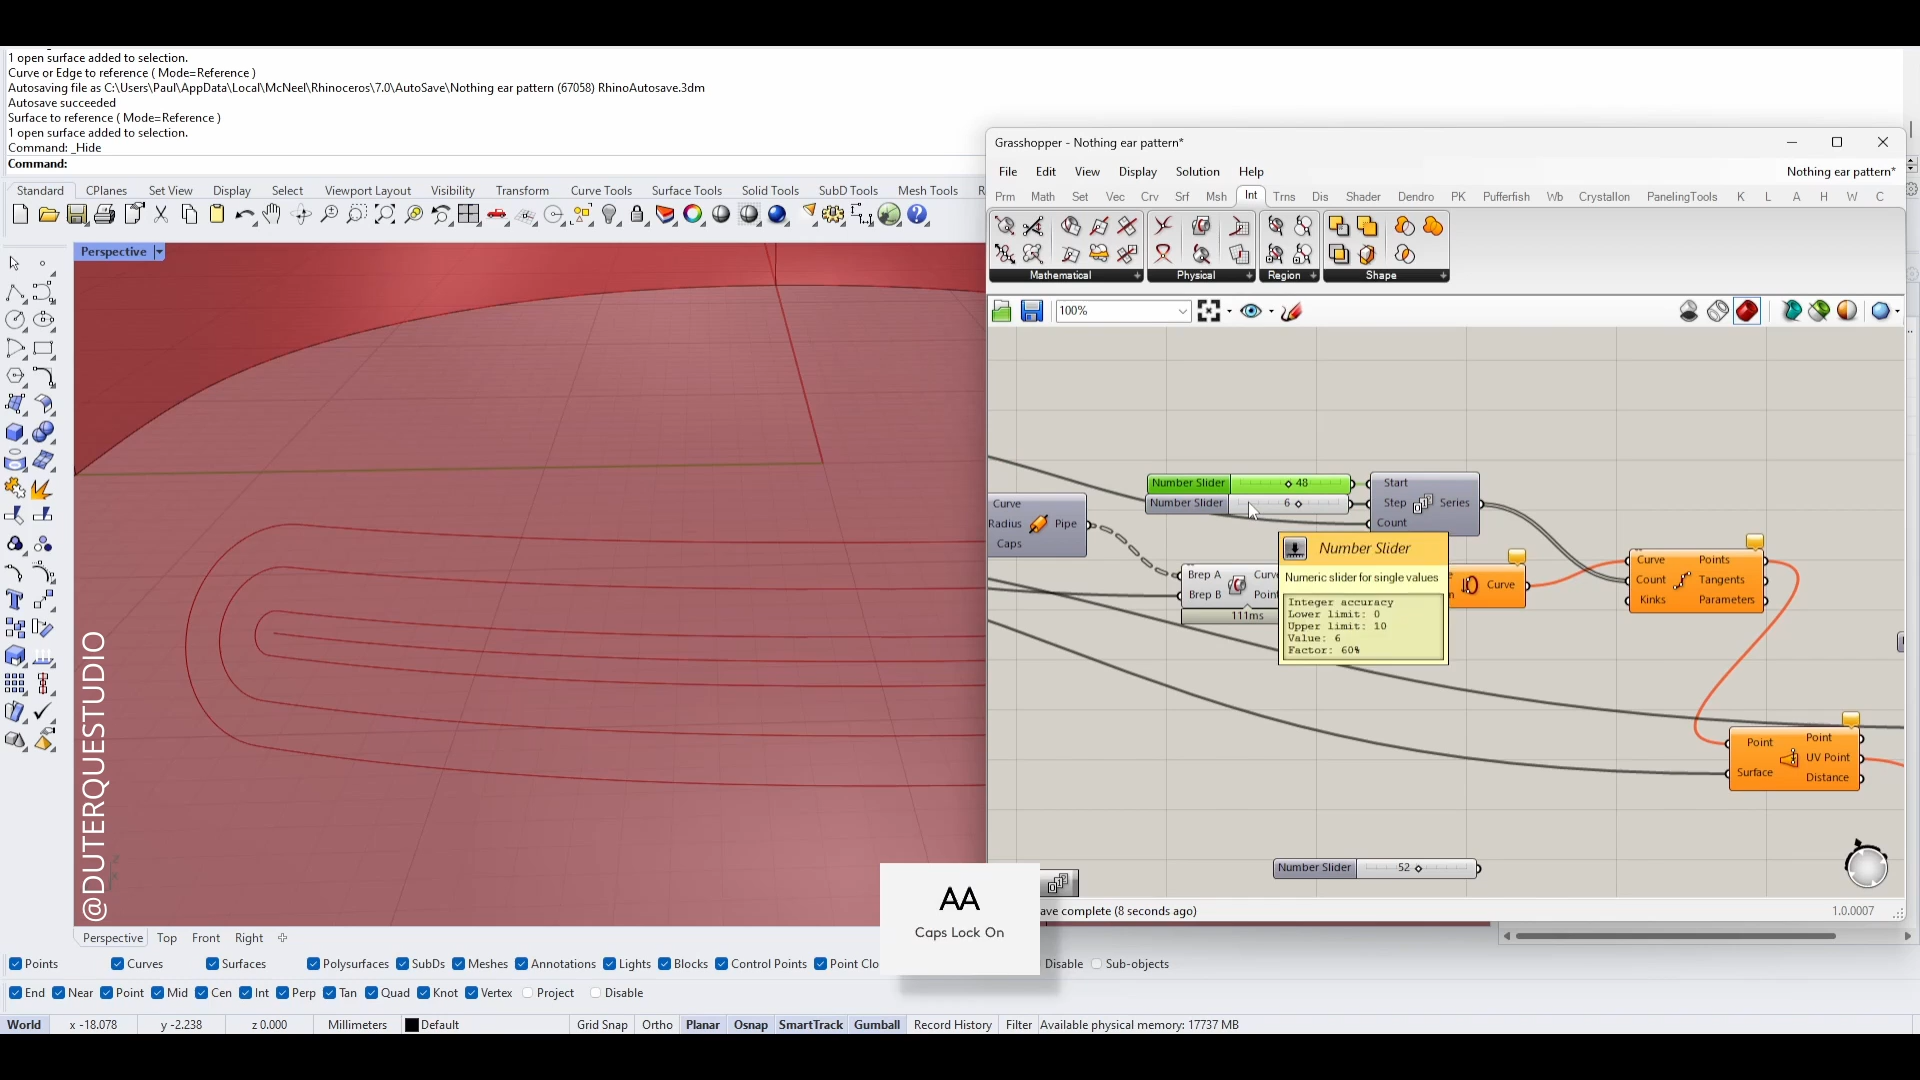 1 open surface added to selection.
Curve or Edge to reference ( Mode=Reference )
Autosaving file as C:\Users\Paul\AppData\Local\McNeel\Rhinoceros\7.0\AutoSave\Nothing ear pattern (67058) RhinoAutosave.3dm
Autosave succeeded
Surface to reference ( Mode=Reference )
1 open surface added to selection.
Command: _Hide
Command:
Standard CPlanes Set View Display Select Viewport Layout Visibility Transform Curve Tools Surface Tools Solid Tools SubD Tools Mesh Tools R
Perspective
@DUTERQUESTUDIO
Grasshopper - Nothing ear pattern*
File Edit View Display Solution Help Nothing ear pattern*
Prm Math Set Vec Crv Srf Msh Int Trns Dis Shader Dendro PK Pufferfish Wb Crystallon PanelingTools K L A H W C
Mathematical Physical Region Shape
100%
Number Slider 48
Number Slider 6
Start
Step Series
Count
Curve
Radius Pipe
Caps
Brep A Curv
Brep B Poin
111ms
Number Slider
Numeric slider for single values
Integer accuracy
Lower limit: 0
Upper limit: 10
Value: 6
Factor: 60%
Curve
Curve Points
Count Tangents
Kinks Parameters
Point Point
UV Point
Surface Distance
Number Slider 52
ave complete (8 seconds ago) 1.0.0007
AA
Caps Lock On
Perspective Top Front Right
Points Curves Surfaces Polysurfaces SubDs Meshes Annotations Lights Blocks Control Points Point Clo Disable Sub-objects
End Near Point Mid Cen Int Perp Tan Quad Knot Vertex Project Disable
World x -18.078 y -2.238 z 0.000 Millimeters Default Grid Snap Ortho Planar Osnap SmartTrack Gumball Record History Filter Available physical memory: 17737 MB